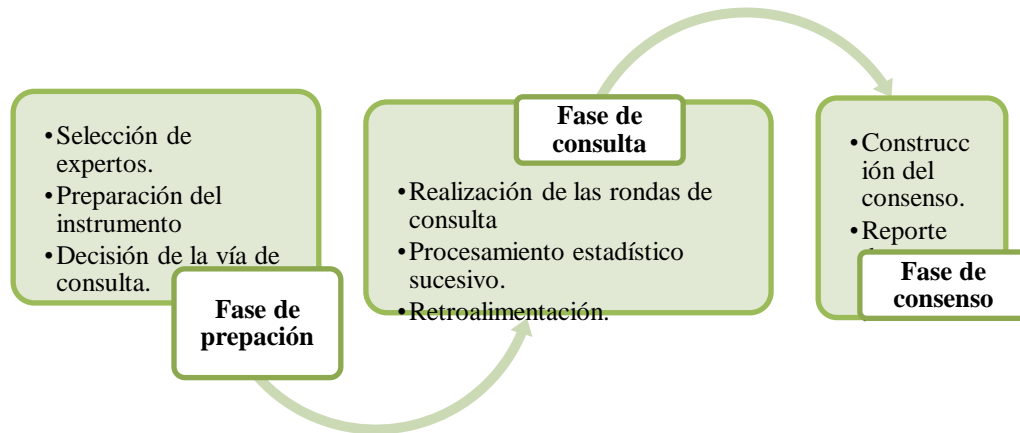 •Selección de
expertos.
•Preparación del
instrumento
•Decisión de la vía de
consulta.
Fase de
prepación
Fase de
consulta
•Realización de las rondas de
consulta
•Procesamiento estadístico
sucesivo.
•Retroalimentación.
•Construcc
ión del
consenso.
•Reporte
Fase de
consenso